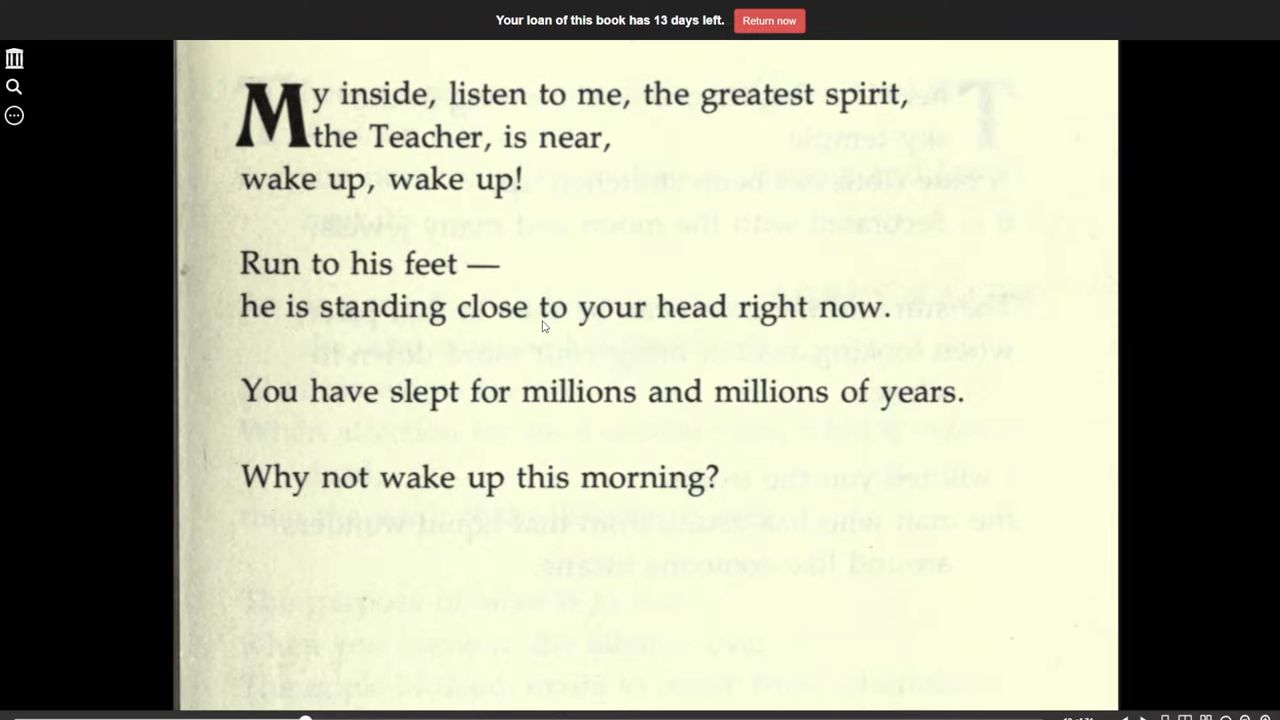 Your loan of this book has 13 days left. Return now
My inside, listen to me, the greatest spirit,
the Teacher, is near,
wake up, wake up!
Run to his feet —
he is standing close to your head right now.
You have slept for millions and millions of years.
Why not wake up this morning?